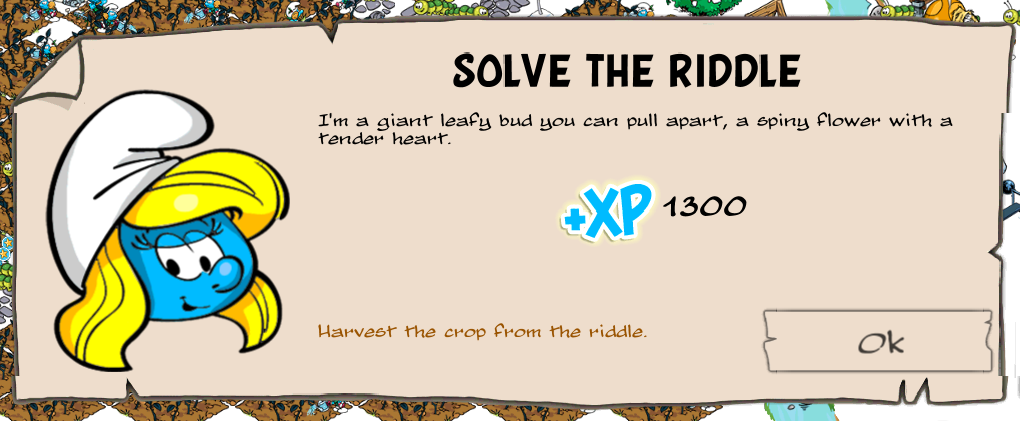 SOLVE THE RIDDLE
I'm a giant leafy bud you can pull apart, a spiny flower with a
tender heart.
+XP 1300
Harvest the crop from the riddle.
Ok